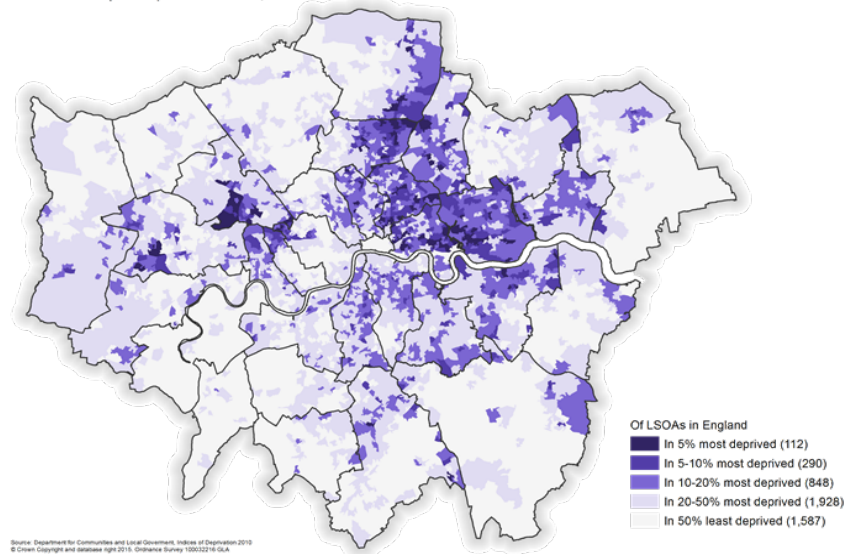 Of LSOAs in England
In 5% most deprived (112)
In 5-10% most deprived (290)
In 10-20% most deprived (848)
In 20-50% most deprived (1,928)
In 50% least deprived (1,587)
Source: Department for Communities and Local Goverment, Indices of Deprivation 2010
© Crown Copyright and database right 2015. Ordnance Survey 100032216 GLA